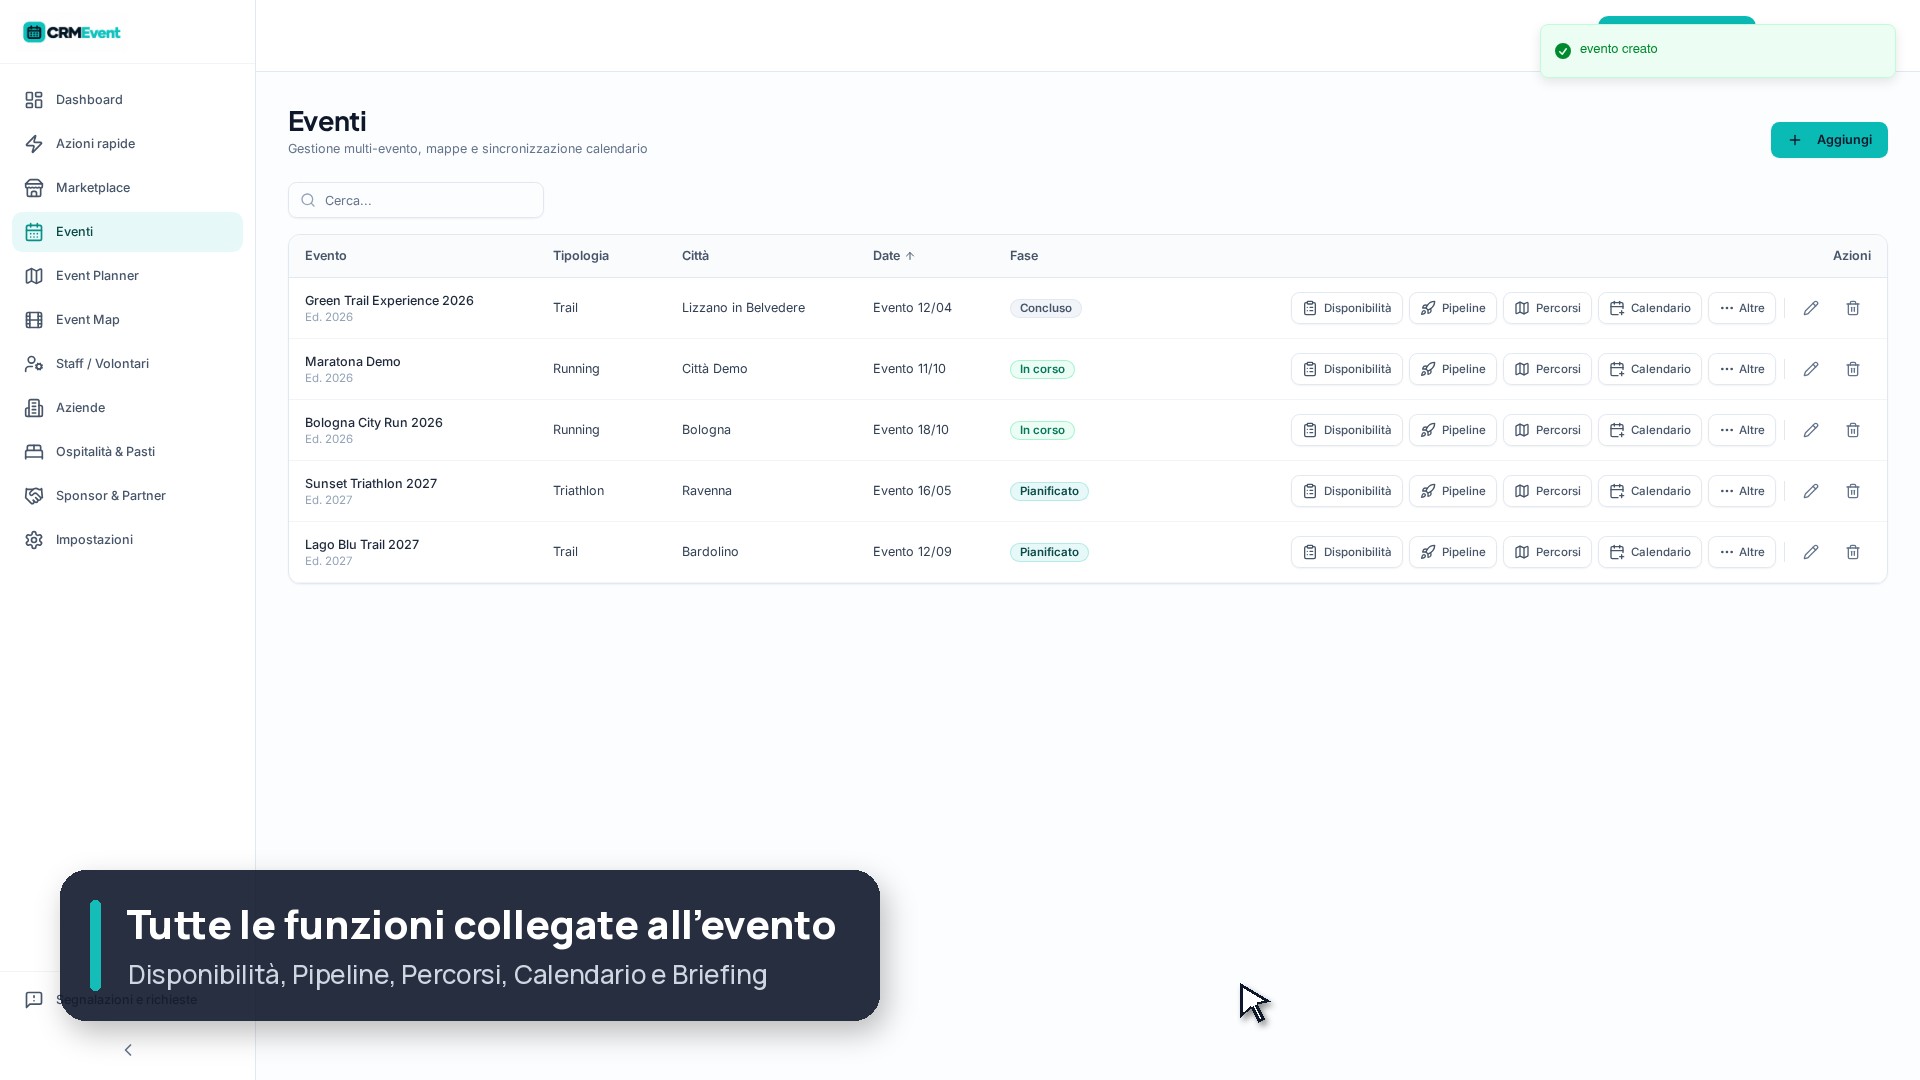 CRMEvent
evento creato
Dashboard
Azioni rapide
Marketplace
Eventi
Event Planner
Event Map
Staff / Volontari
Aziende
Ospitalità & Pasti
Sponsor & Partner
Impostazioni
Segnalazioni e richieste
Eventi
Gestione multi-evento, mappe e sincronizzazione calendario
Aggiungi
Cerca...
Evento Tipologia Città Date Fase Azioni
Green Trail Experience 2026 Trail Lizzano in Belvedere Evento 12/04 Concluso Disponibilità Pipeline Percorsi Calendario Altre
Ed. 2026
Maratona Demo Running Città Demo Evento 11/10 In corso Disponibilità Pipeline Percorsi Calendario Altre
Ed. 2026
Bologna City Run 2026 Running Bologna Evento 18/10 In corso Disponibilità Pipeline Percorsi Calendario Altre
Ed. 2026
Sunset Triathlon 2027 Triathlon Ravenna Evento 16/05 Pianificato Disponibilità Pipeline Percorsi Calendario Altre
Ed. 2027
Lago Blu Trail 2027 Trail Bardolino Evento 12/09 Pianificato Disponibilità Pipeline Percorsi Calendario Altre
Ed. 2027
Tutte le funzioni collegate all'evento
Disponibilità, Pipeline, Percorsi, Calendario e Briefing